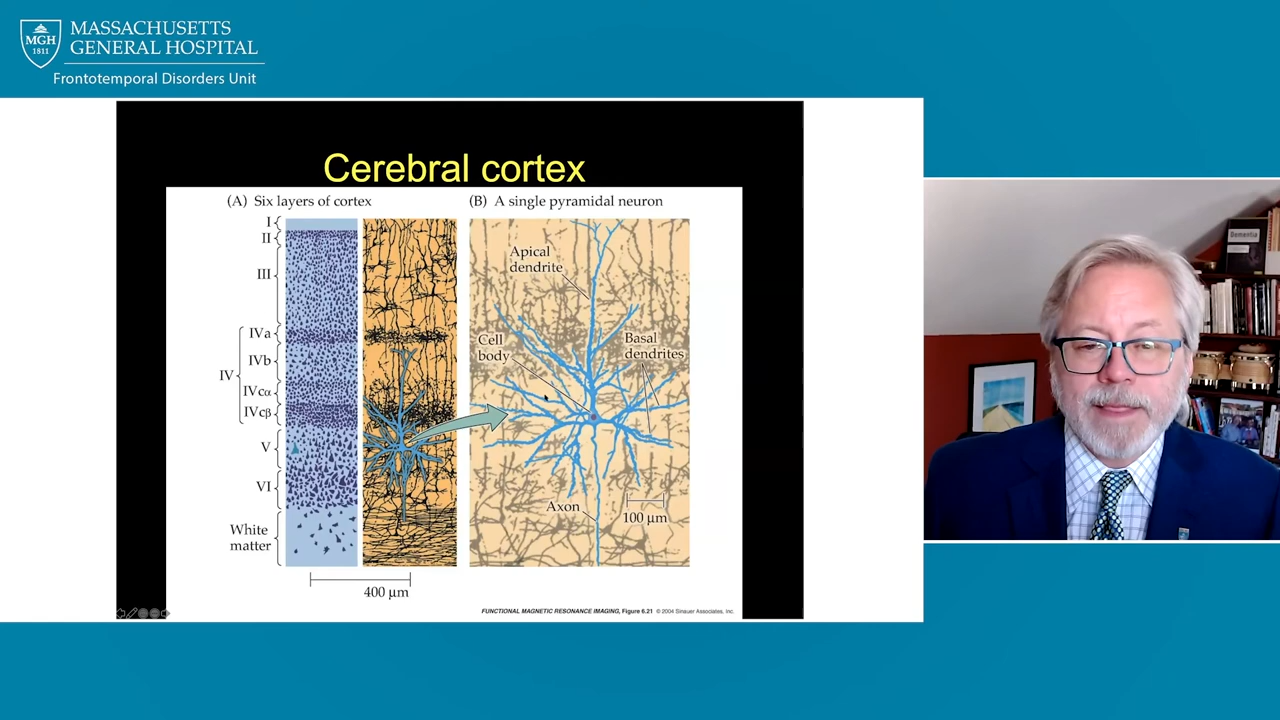 MASSACHUSETTS
GENERAL HOSPITAL
MGH
1811
Frontotemporal Disorders Unit
Cerebral cortex
(A) Six layers of cortex
(B) A single pyramidal neuron
I
II
III
IV
IVa
IVb
IVcα
IVcβ
V
VI
White
matter
400 µm
Apical
dendrite
Cell
body
Basal
dendrites
Axon
100 µm
FUNCTIONAL MAGNETIC RESONANCE IMAGING, Figure 6.21 © 2004 Sinauer Associates, Inc.
Dementia